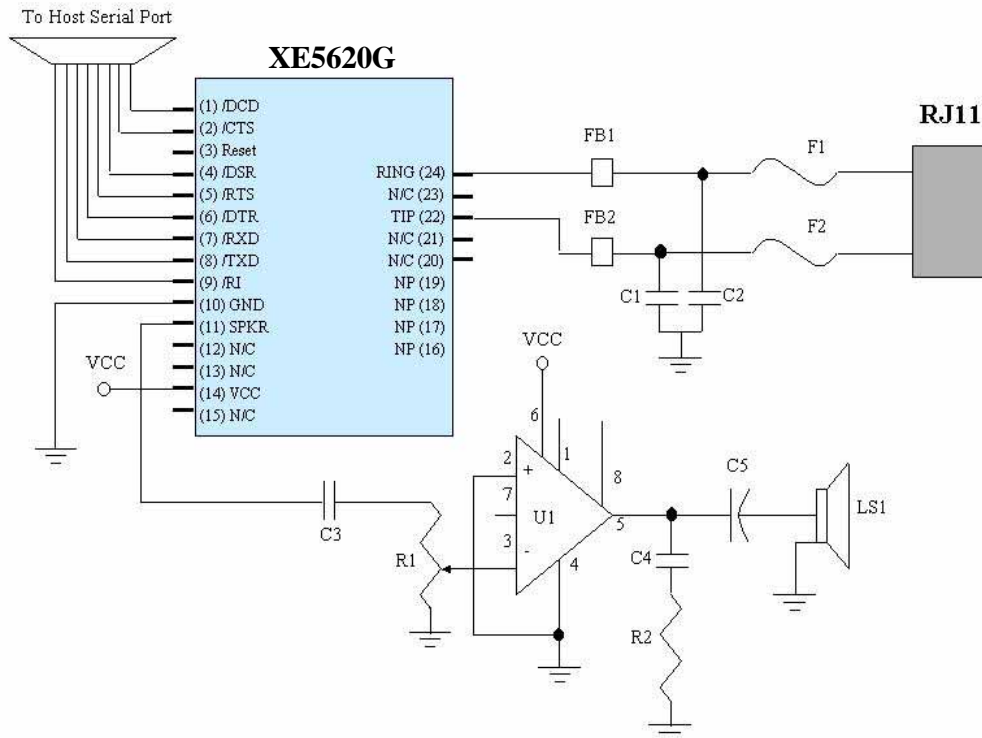 To Host Serial Port
XE5620G
RJ11
(1) /DCD
(2) /CTS
(3) Reset
(4) /DSR
(5) /RTS
(6) /DTR
(7) /RXD
(8) /TXD
(9) /RI
(10) GND
(11) SPKR
(12) N/C
(13) N/C
(14) VCC
(15) N/C
RING (24)
N/C (23)
TIP (22)
N/C (21)
N/C (20)
NP (19)
NP (18)
NP (17)
NP (16)
FB1
FB2
F1
F2
C1
C2
VCC
VCC
6
1
8
2
+
7
U1
3
-
4
5
C3
R1
C5
LS1
C4
R2